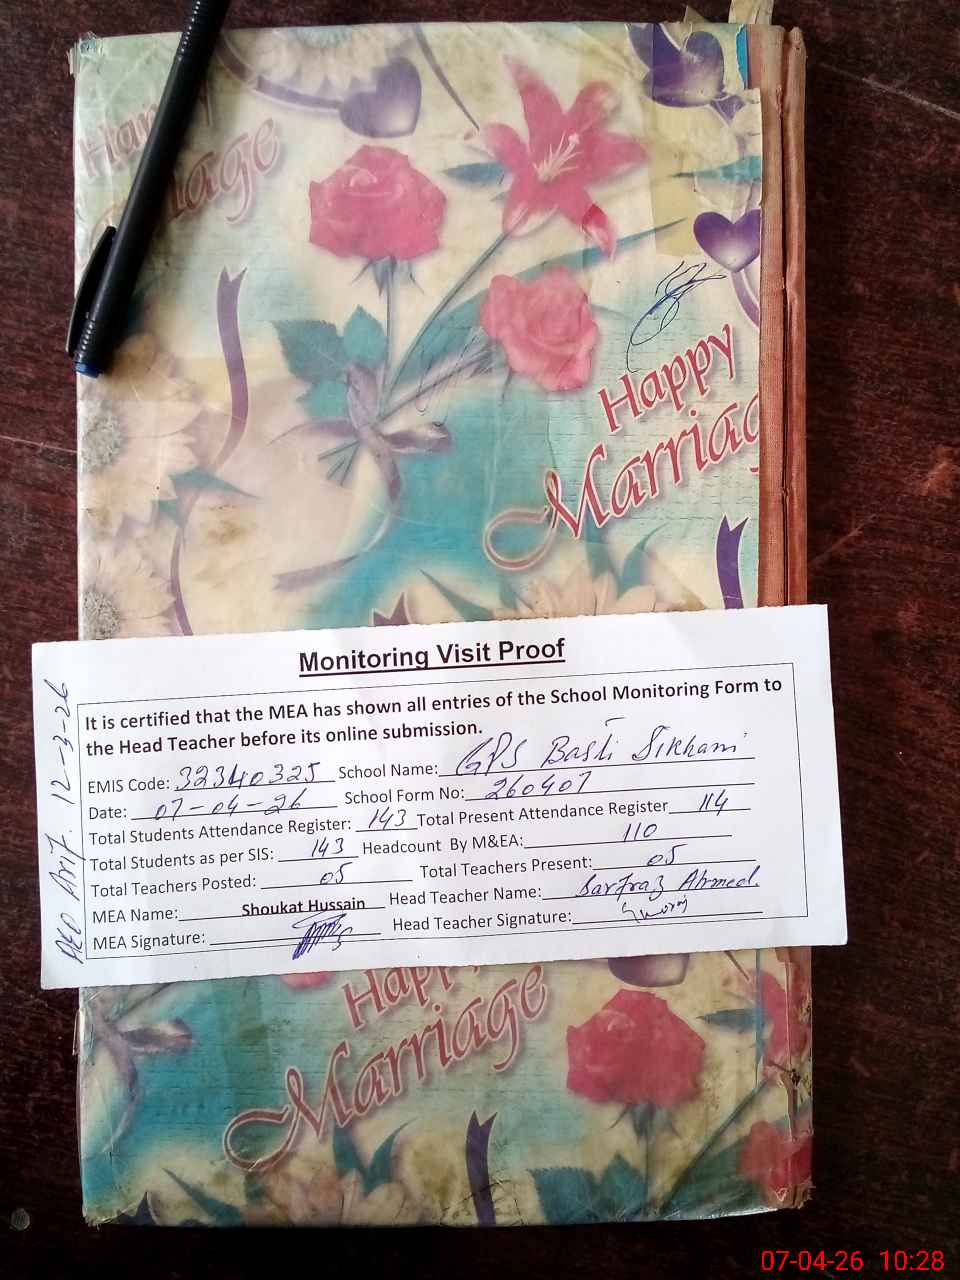 Happy
Marriage
Happy
Marriag
Monitoring Visit Proof
It is certified that the MEA has shown all entries of the School Monitoring Form to
the Head Teacher before its online submission.
EMIS Code: 32340325 School Name: GPS Basti Sikhani
Date: 07-04-26 School Form No: 260407
Total Students Attendance Register: 143 Total Present Attendance Register 114
Total Students as per SIS: 143 Headcount By M&EA: 110
Total Teachers Posted: 05 Total Teachers Present: 05
MEA Name: Shoukat Hussain Head Teacher Name: Sarfraz Ahmed.
MEA Signature: Head Teacher Signature:
AEO Arif. 12-3-26
Happy
Marriage
07-04-26 10:28